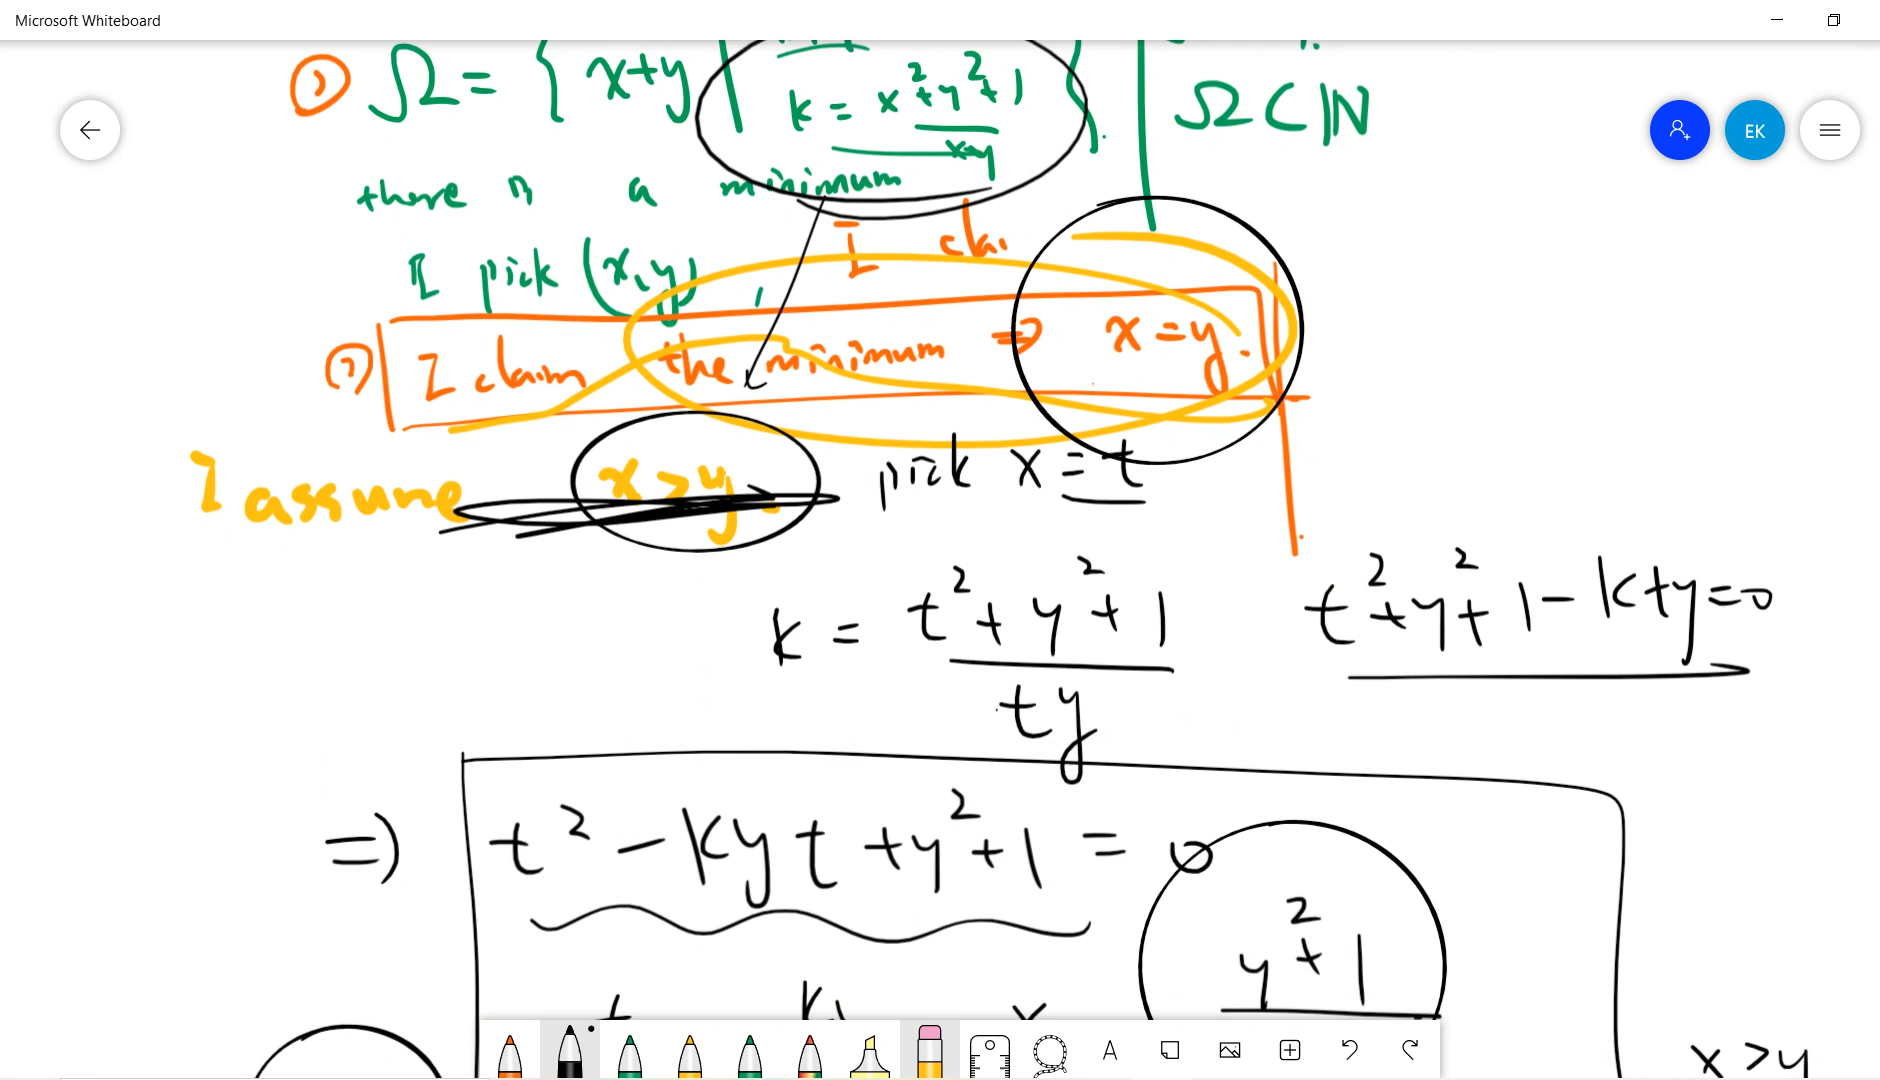 Microsoft Whiteboard
① Ω = { x+y | k = x²+y²+1 / xy } . | Ω ⊂ ℕ
EK
there is a minimum
I pick (x,y) , I clai
② I claim the minimum ⇒ x=y.
I assume x>y. pick x=t
k = t²+y²+1 / ty t²+y²+1-kty=0
⇒ t²-kyt+y²+1=0
y²+1
x>y
A